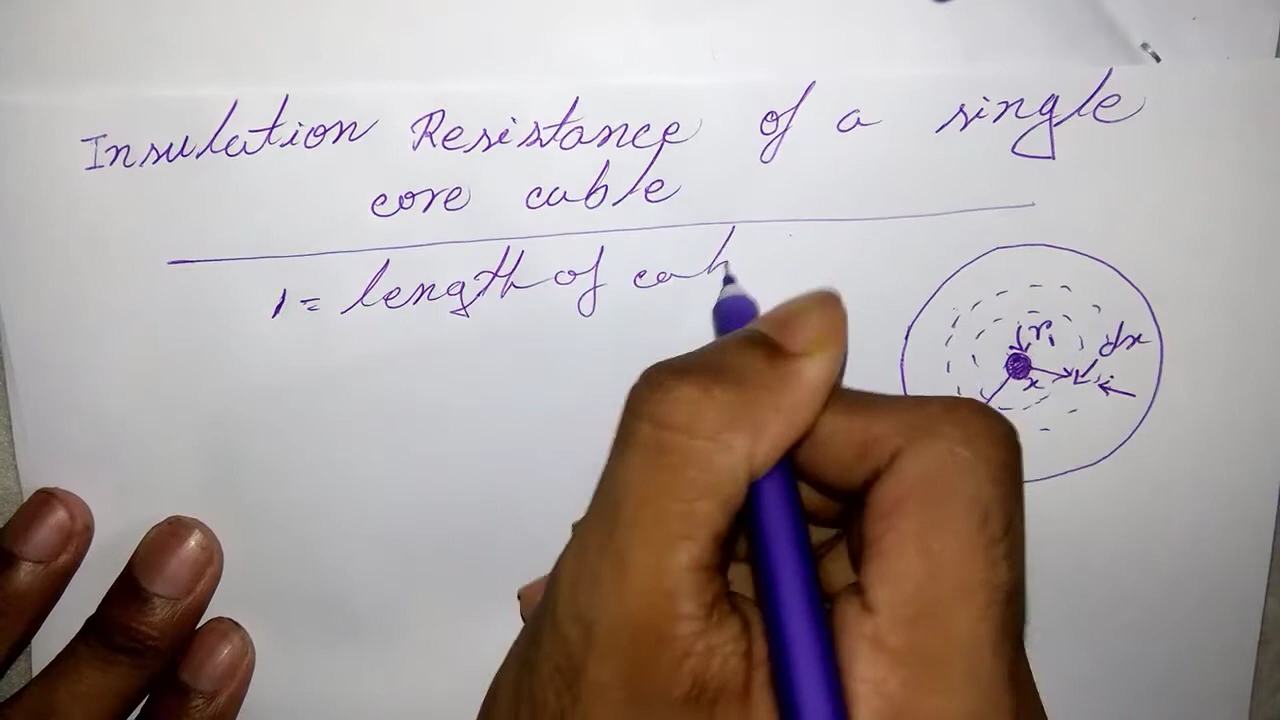 Insulation Resistance of a single
core cable
l = length of cab
r₁
dx
x